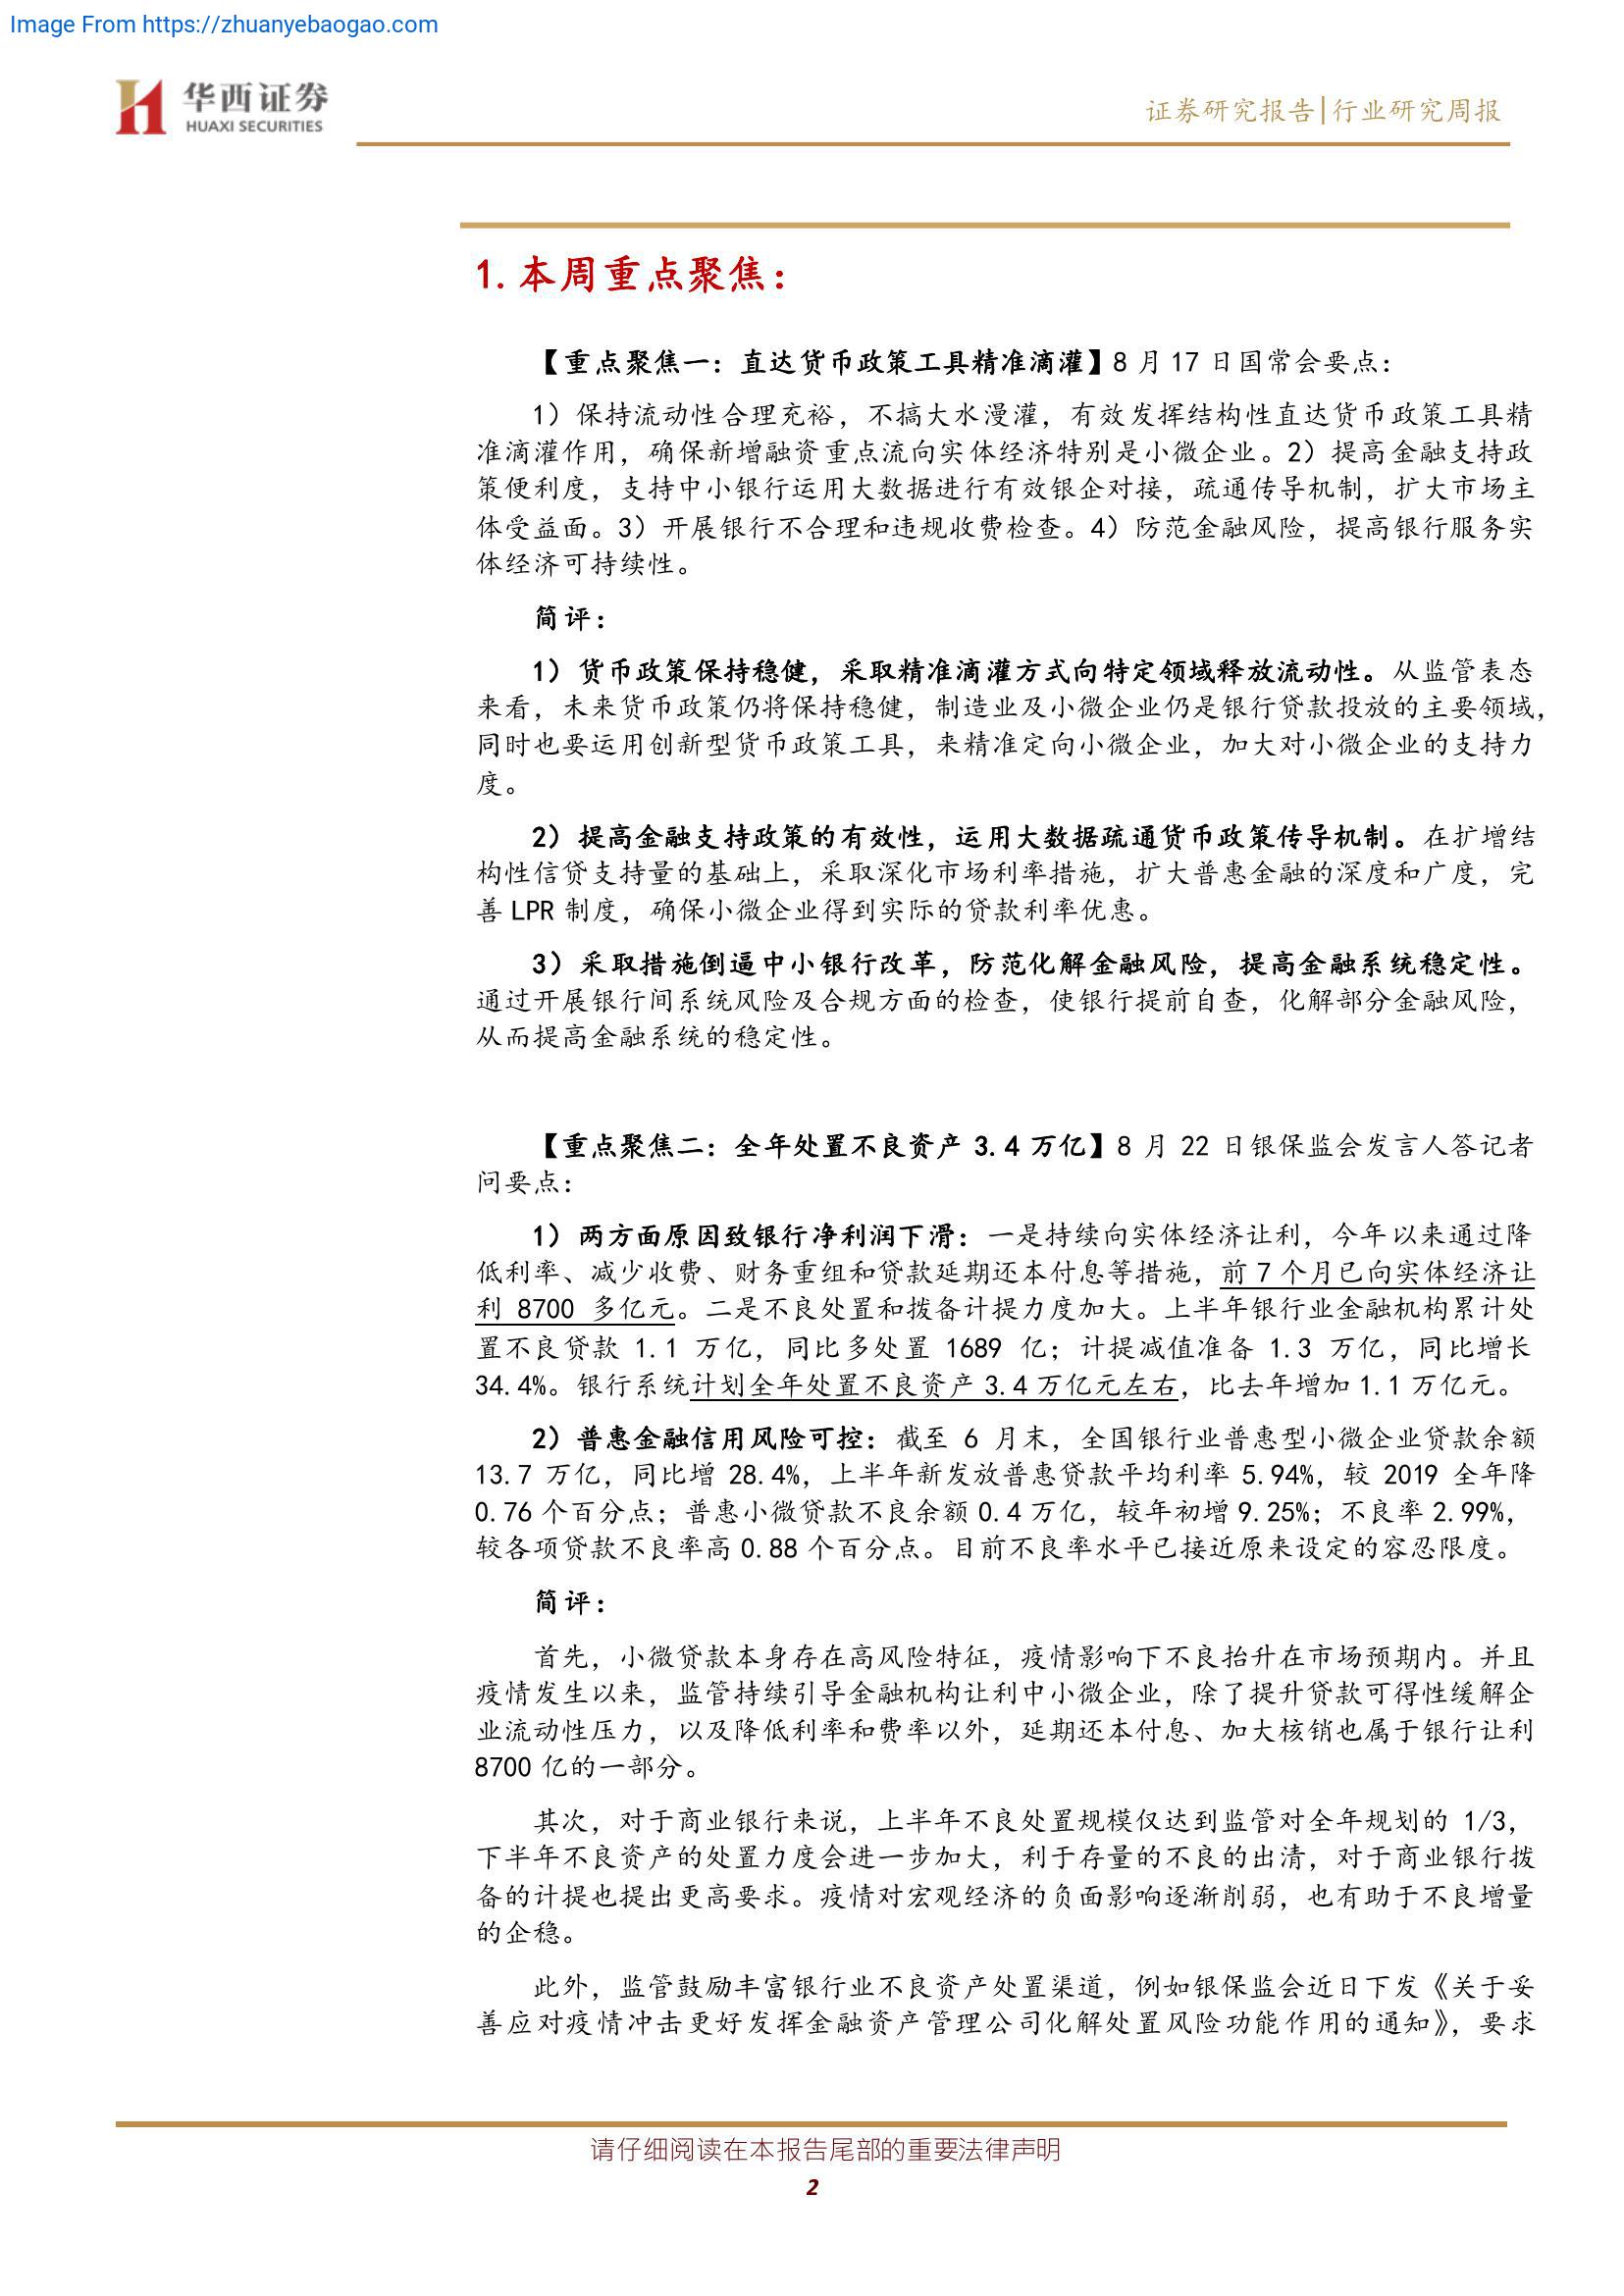 Image From https://zhuanyebaogao.com
华西证券
HUAXI SECURITIES
证券研究报告|行业研究周报
1.本周重点聚焦：
【重点聚焦一：直达货币政策工具精准滴灌】8 月 17 日国常会要点：
1）保持流动性合理充裕，不搞大水漫灌，有效发挥结构性直达货币政策工具精
准滴灌作用，确保新增融资重点流向实体经济特别是小微企业。2）提高金融支持政
策便利度，支持中小银行运用大数据进行有效银企对接，疏通传导机制，扩大市场主
体受益面。3）开展银行不合理和违规收费检查。4）防范金融风险，提高银行服务实
体经济可持续性。
简评：
1）货币政策保持稳健，采取精准滴灌方式向特定领域释放流动性。从监管表态
来看，未来货币政策仍将保持稳健，制造业及小微企业仍是银行贷款投放的主要领域，
同时也要运用创新型货币政策工具，来精准定向小微企业，加大对小微企业的支持力
度。
2）提高金融支持政策的有效性，运用大数据疏通货币政策传导机制。在扩增结
构性信贷支持量的基础上，采取深化市场利率措施，扩大普惠金融的深度和广度，完
善 LPR 制度，确保小微企业得到实际的贷款利率优惠。
3）采取措施倒逼中小银行改革，防范化解金融风险，提高金融系统稳定性。
通过开展银行间系统风险及合规方面的检查，使银行提前自查，化解部分金融风险，
从而提高金融系统的稳定性。
【重点聚焦二：全年处置不良资产 3.4 万亿】8 月 22 日银保监会发言人答记者
问要点：
1）两方面原因致银行净利润下滑：一是持续向实体经济让利，今年以来通过降
低利率、减少收费、财务重组和贷款延期还本付息等措施，前 7 个月已向实体经济让
利 8700 多亿元。二是不良处置和拨备计提力度加大。上半年银行业金融机构累计处
置不良贷款 1.1 万亿，同比多处置 1689 亿；计提减值准备 1.3 万亿，同比增长
34.4%。银行系统计划全年处置不良资产 3.4 万亿元左右，比去年增加 1.1 万亿元。
2）普惠金融信用风险可控：截至 6 月末，全国银行业普惠型小微企业贷款余额
13.7 万亿，同比增 28.4%，上半年新发放普惠贷款平均利率 5.94%，较 2019 全年降
0.76 个百分点；普惠小微贷款不良余额 0.4 万亿，较年初增 9.25%；不良率 2.99%，
较各项贷款不良率高 0.88 个百分点。目前不良率水平已接近原来设定的容忍限度。
简评：
首先，小微贷款本身存在高风险特征，疫情影响下不良抬升在市场预期内。并且
疫情发生以来，监管持续引导金融机构让利中小微企业，除了提升贷款可得性缓解企
业流动性压力，以及降低利率和费率以外，延期还本付息、加大核销也属于银行让利
8700 亿的一部分。
其次，对于商业银行来说，上半年不良处置规模仅达到监管对全年规划的 1/3，
下半年不良资产的处置力度会进一步加大，利于存量的不良的出清，对于商业银行拨
备的计提也提出更高要求。疫情对宏观经济的负面影响逐渐削弱，也有助于不良增量
的企稳。
此外，监管鼓励丰富银行业不良资产处置渠道，例如银保监会近日下发《关于妥
善应对疫情冲击更好发挥金融资产管理公司化解处置风险功能作用的通知》，要求
请仔细阅读在本报告尾部的重要法律声明
2